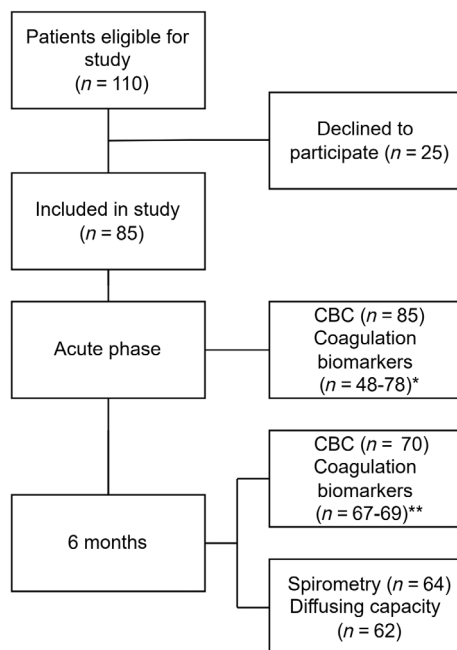 Patients eligible for
study
(n = 110)
Declined to
participate (n = 25)
Included in study
(n = 85)
Acute phase
CBC (n = 85)
Coagulation
biomarkers
(n = 48-78)*
CBC (n = 70)
Coagulation
biomarkers
(n = 67-69)**
6 months
Spirometry (n = 64)
Diffusing capacity
(n = 62)